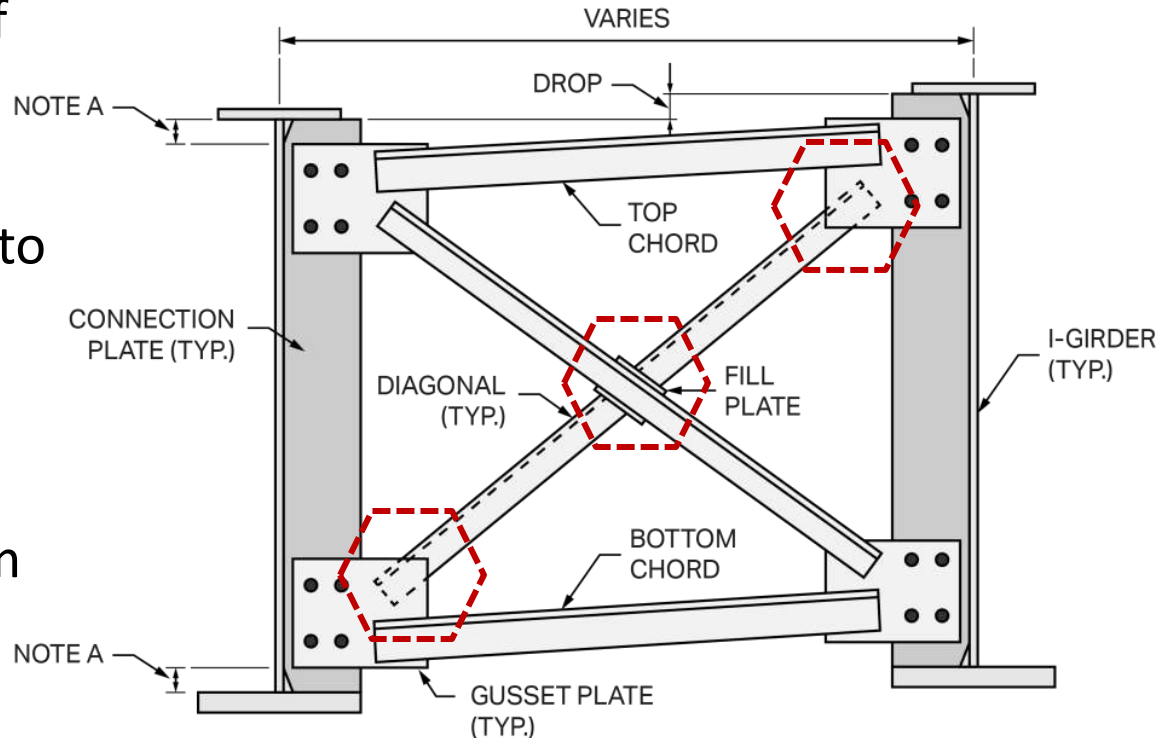 VARIES
DROP
NOTE A
TOP
CHORD
to
CONNECTION
PLATE (TYP.)
I-GIRDER
(TYP.)
DIAGONAL
(TYP.)
FILL
PLATE
BOTTOM
CHORD
NOTE A
GUSSET PLATE
(TYP.)